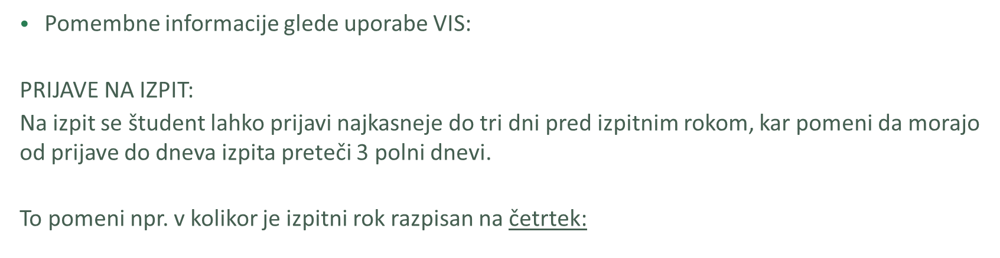 • Pomembne informacije glede uporabe VIS:
PRIJAVE NA IZPIT:
Na izpit se študent lahko prijavi najkasneje do tri dni pred izpitnim rokom, kar pomeni da morajo
od prijave do dneva izpita preteči 3 polni dnevi.
To pomeni npr. v kolikor je izpitni rok razpisan na četrtek: